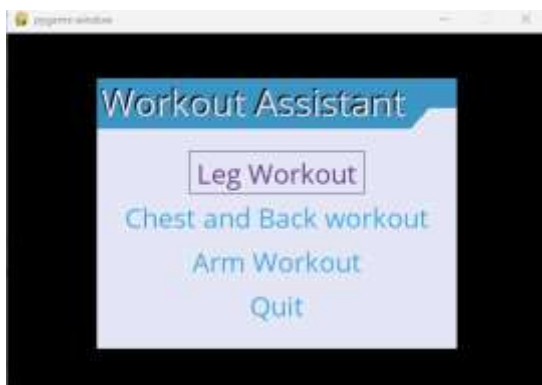 pygame window
Workout Assistant
Leg Workout
Chest and Back workout
Arm Workout
Quit